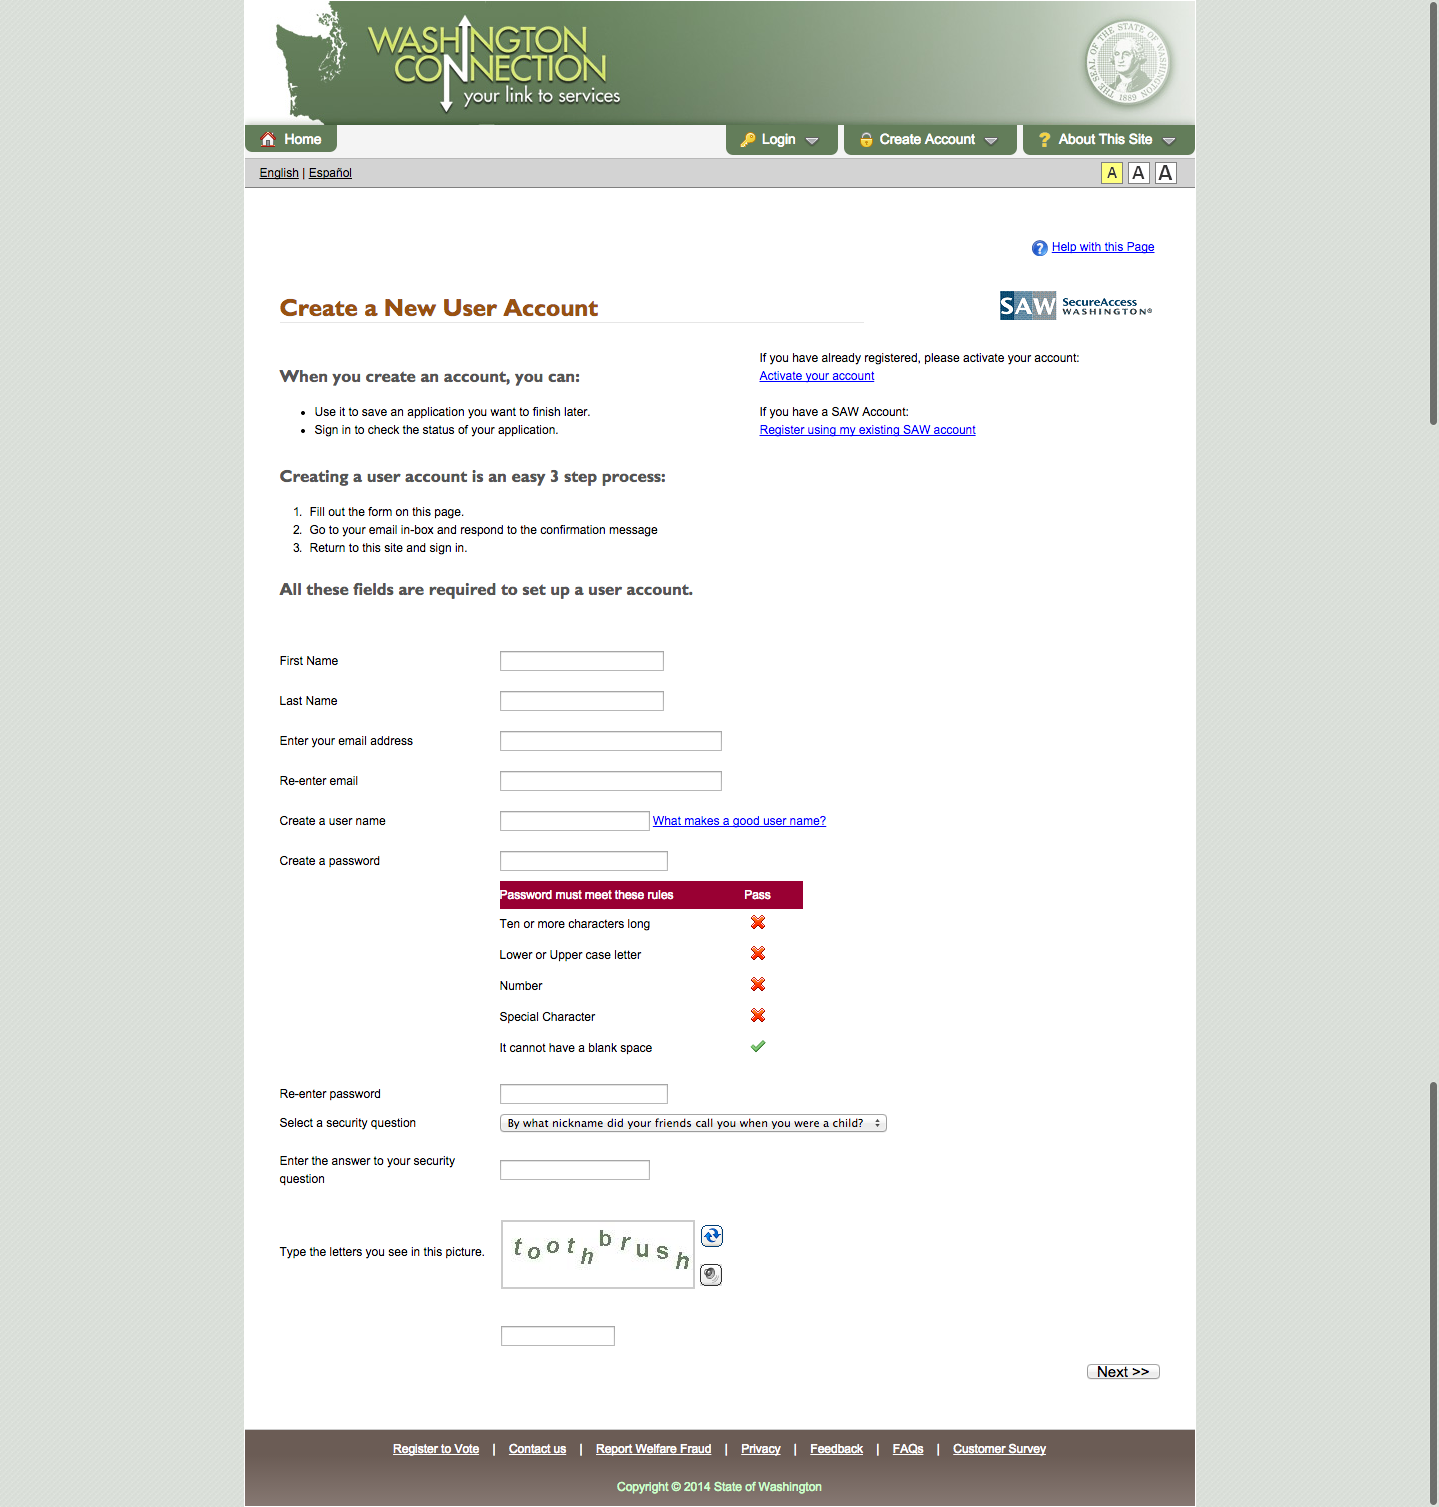 WASHINGTON
CONNECTION
your link to services
THE SEAL OF THE STATE OF WASHINGTON 1889
Home
Login
Create Account
About This Site
English | Español
A A A
Help with this Page
Create a New User Account
SAW SecureAccess
WASHINGTON®
If you have already registered, please activate your account:
Activate your account
When you create an account, you can:
• Use it to save an application you want to finish later.
• Sign in to check the status of your application.
If you have a SAW Account:
Register using my existing SAW account
Creating a user account is an easy 3 step process:
1. Fill out the form on this page.
2. Go to your email in-box and respond to the confirmation message
3. Return to this site and sign in.
All these fields are required to set up a user account.
First Name
Last Name
Enter your email address
Re-enter email
Create a user name
What makes a good user name?
Create a password
Password must meet these rules Pass
Ten or more characters long
Lower or Upper case letter
Number
Special Character
It cannot have a blank space
Re-enter password
Select a security question
By what nickname did your friends call you when you were a child?
Enter the answer to your security
question
Type the letters you see in this picture.
toothbrush
Next >>
Register to Vote | Contact us | Report Welfare Fraud | Privacy | Feedback | FAQs | Customer Survey
Copyright © 2014 State of Washington